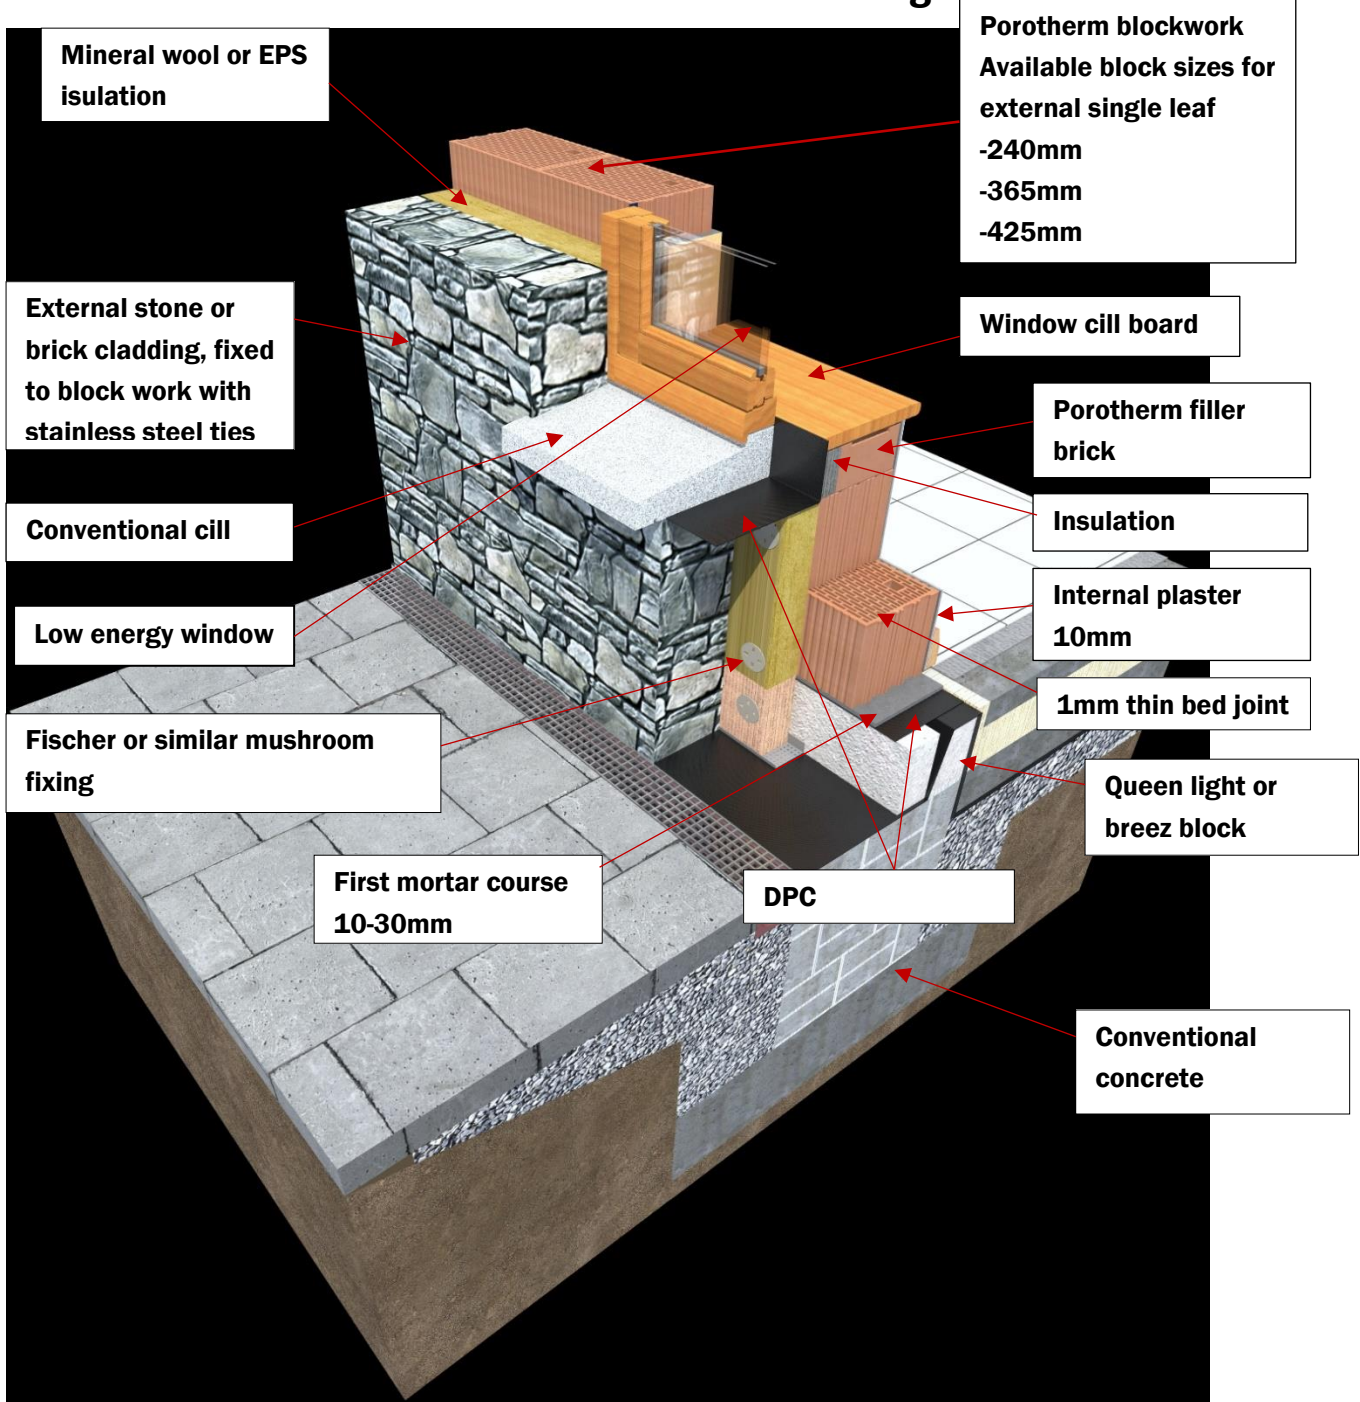 Mineral wool or EPS
isulation
Porotherm blockwork
Available block sizes for
external single leaf
-240mm
-365mm
-425mm
External stone or
brick cladding, fixed
to block work with
stainless steel ties
Window cill board
Porotherm filler
brick
Conventional cill
Insulation
Low energy window
Internal plaster
10mm
1mm thin bed joint
Fischer or similar mushroom
fixing
Queen light or
breez block
First mortar course
10-30mm
DPC
Conventional
concrete